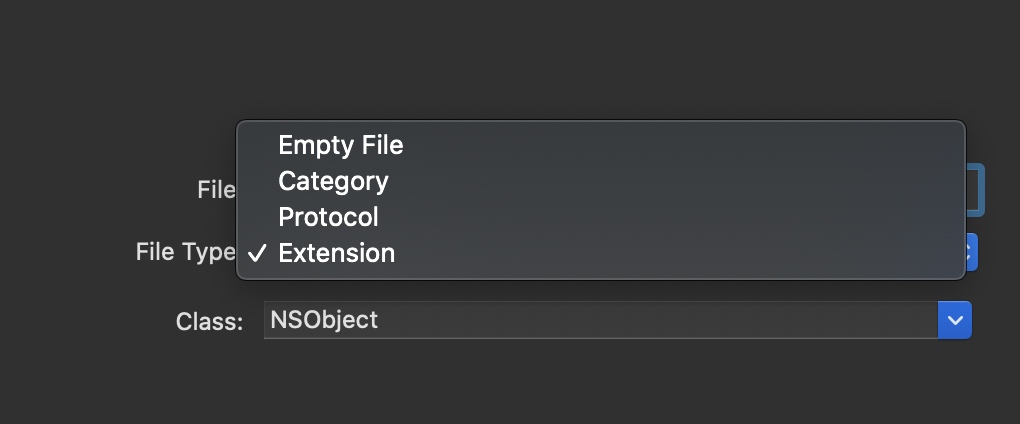 Empty File
Category
File
Protocol
File Type
✓ Extension
Class:
NSObject